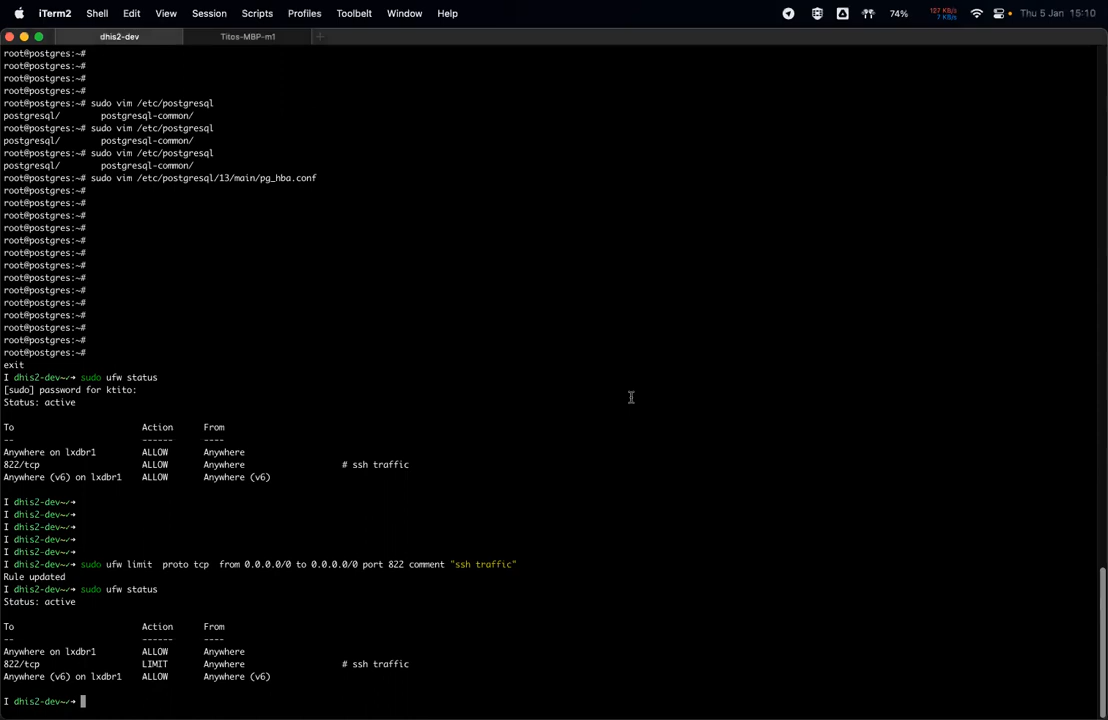 iTerm2 Shell Edit View Session Scripts Profiles Toolbelt Window Help 74% 127 KB/s 7 KB/s Thu 5 Jan 15:10
dhis2-dev Titos-MBP-m1
root@postgres:~#
root@postgres:~#
root@postgres:~#
root@postgres:~#
root@postgres:~# sudo vim /etc/postgresql
postgresql/ postgresql-common/
root@postgres:~# sudo vim /etc/postgresql
postgresql/ postgresql-common/
root@postgres:~# sudo vim /etc/postgresql
postgresql/ postgresql-common/
root@postgres:~# sudo vim /etc/postgresql/13/main/pg_hba.conf
root@postgres:~#
root@postgres:~#
root@postgres:~#
root@postgres:~#
root@postgres:~#
root@postgres:~#
root@postgres:~#
root@postgres:~#
root@postgres:~#
root@postgres:~#
root@postgres:~#
root@postgres:~#
root@postgres:~#
root@postgres:~#
exit
I dhis2-dev~✓➜ sudo ufw status
[sudo] password for ktito:
Status: active
To Action From
-- ------ ----
Anywhere on lxdbr1 ALLOW Anywhere
822/tcp ALLOW Anywhere # ssh traffic
Anywhere (v6) on lxdbr1 ALLOW Anywhere (v6)
I dhis2-dev~✓➜
I dhis2-dev~✓➜
I dhis2-dev~✓➜
I dhis2-dev~✓➜
I dhis2-dev~✓➜
I dhis2-dev~✓➜ sudo ufw limit proto tcp from 0.0.0.0/0 to 0.0.0.0/0 port 822 comment "ssh traffic"
Rule updated
I dhis2-dev~✓➜ sudo ufw status
Status: active
To Action From
-- ------ ----
Anywhere on lxdbr1 ALLOW Anywhere
822/tcp LIMIT Anywhere # ssh traffic
Anywhere (v6) on lxdbr1 ALLOW Anywhere (v6)
I dhis2-dev~✓➜